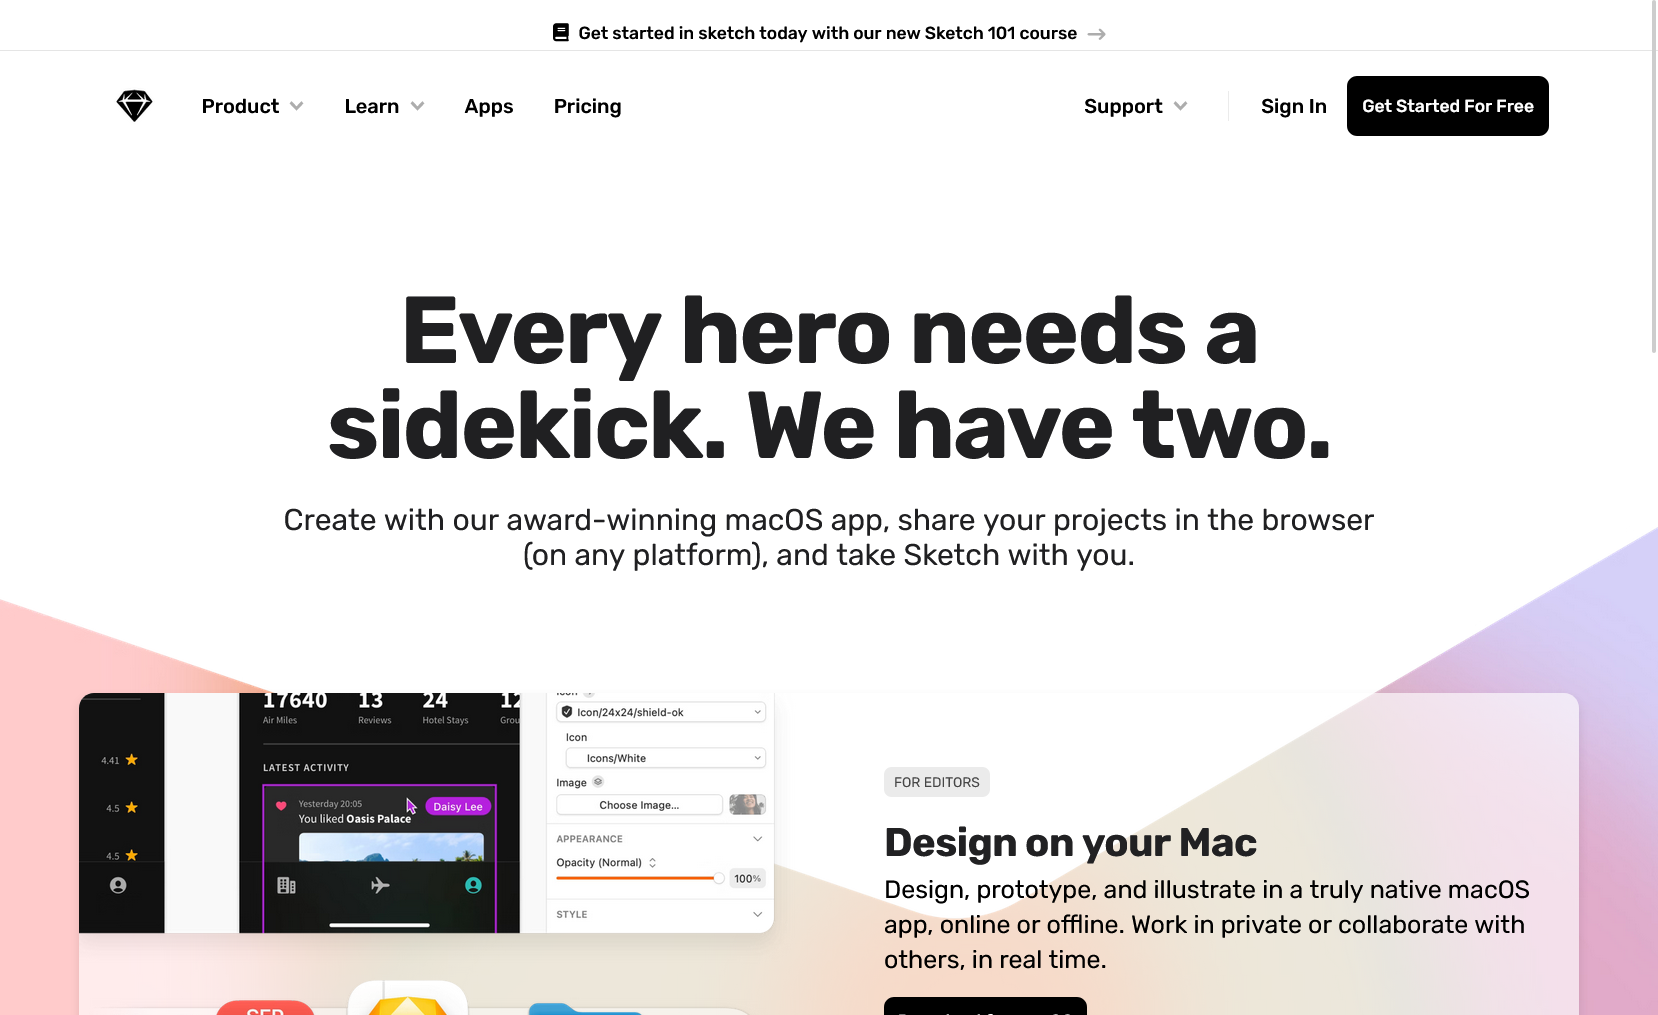 Get started in sketch today with our new Sketch 101 course →
Product
Learn
Apps
Pricing
Support
Sign In
Get Started For Free
Every hero needs a
sidekick. We have two.
Create with our award-winning macOS app, share your projects in the browser
(on any platform), and take Sketch with you.
4.41
4.5
4.5
17640
13
24
Air Miles
Reviews
Hotel Stays
LATEST ACTIVITY
Yesterday 20:05
You liked Oasis Palace
Daisy Lee
Icon/24x24/shield-ok
Icon
Icons/White
Image
Choose Image...
APPEARANCE
Opacity (Normal)
100%
STYLE
FOR EDITORS
Design on your Mac
Design, prototype, and illustrate in a truly native macOS
app, online or offline. Work in private or collaborate with
others, in real time.